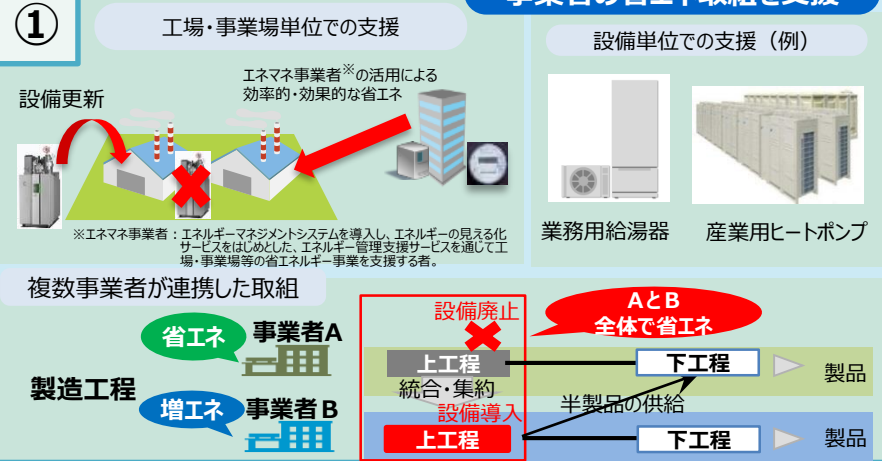 事業者の省エネ取組を支援
①
工場・事業場単位での支援
エネマネ事業者※の活用による
効率的・効果的な省エネ
設備更新
※エネマネ事業者：エネルギーマネジメントシステムを導入し、エネルギーの見える化
サービスをはじめとした、エネルギー管理支援サービスを通じて工
場・事業場等の省エネルギー事業を支援する者。
設備単位での支援（例）
業務用給湯器
産業用ヒートポンプ
複数事業者が連携した取組
製造工程
省エネ
事業者A
増エネ
事業者B
設備廃止
AとB
全体で省エネ
上工程
下工程
製品
統合・集約
設備導入
半製品の供給
上工程
下工程
製品